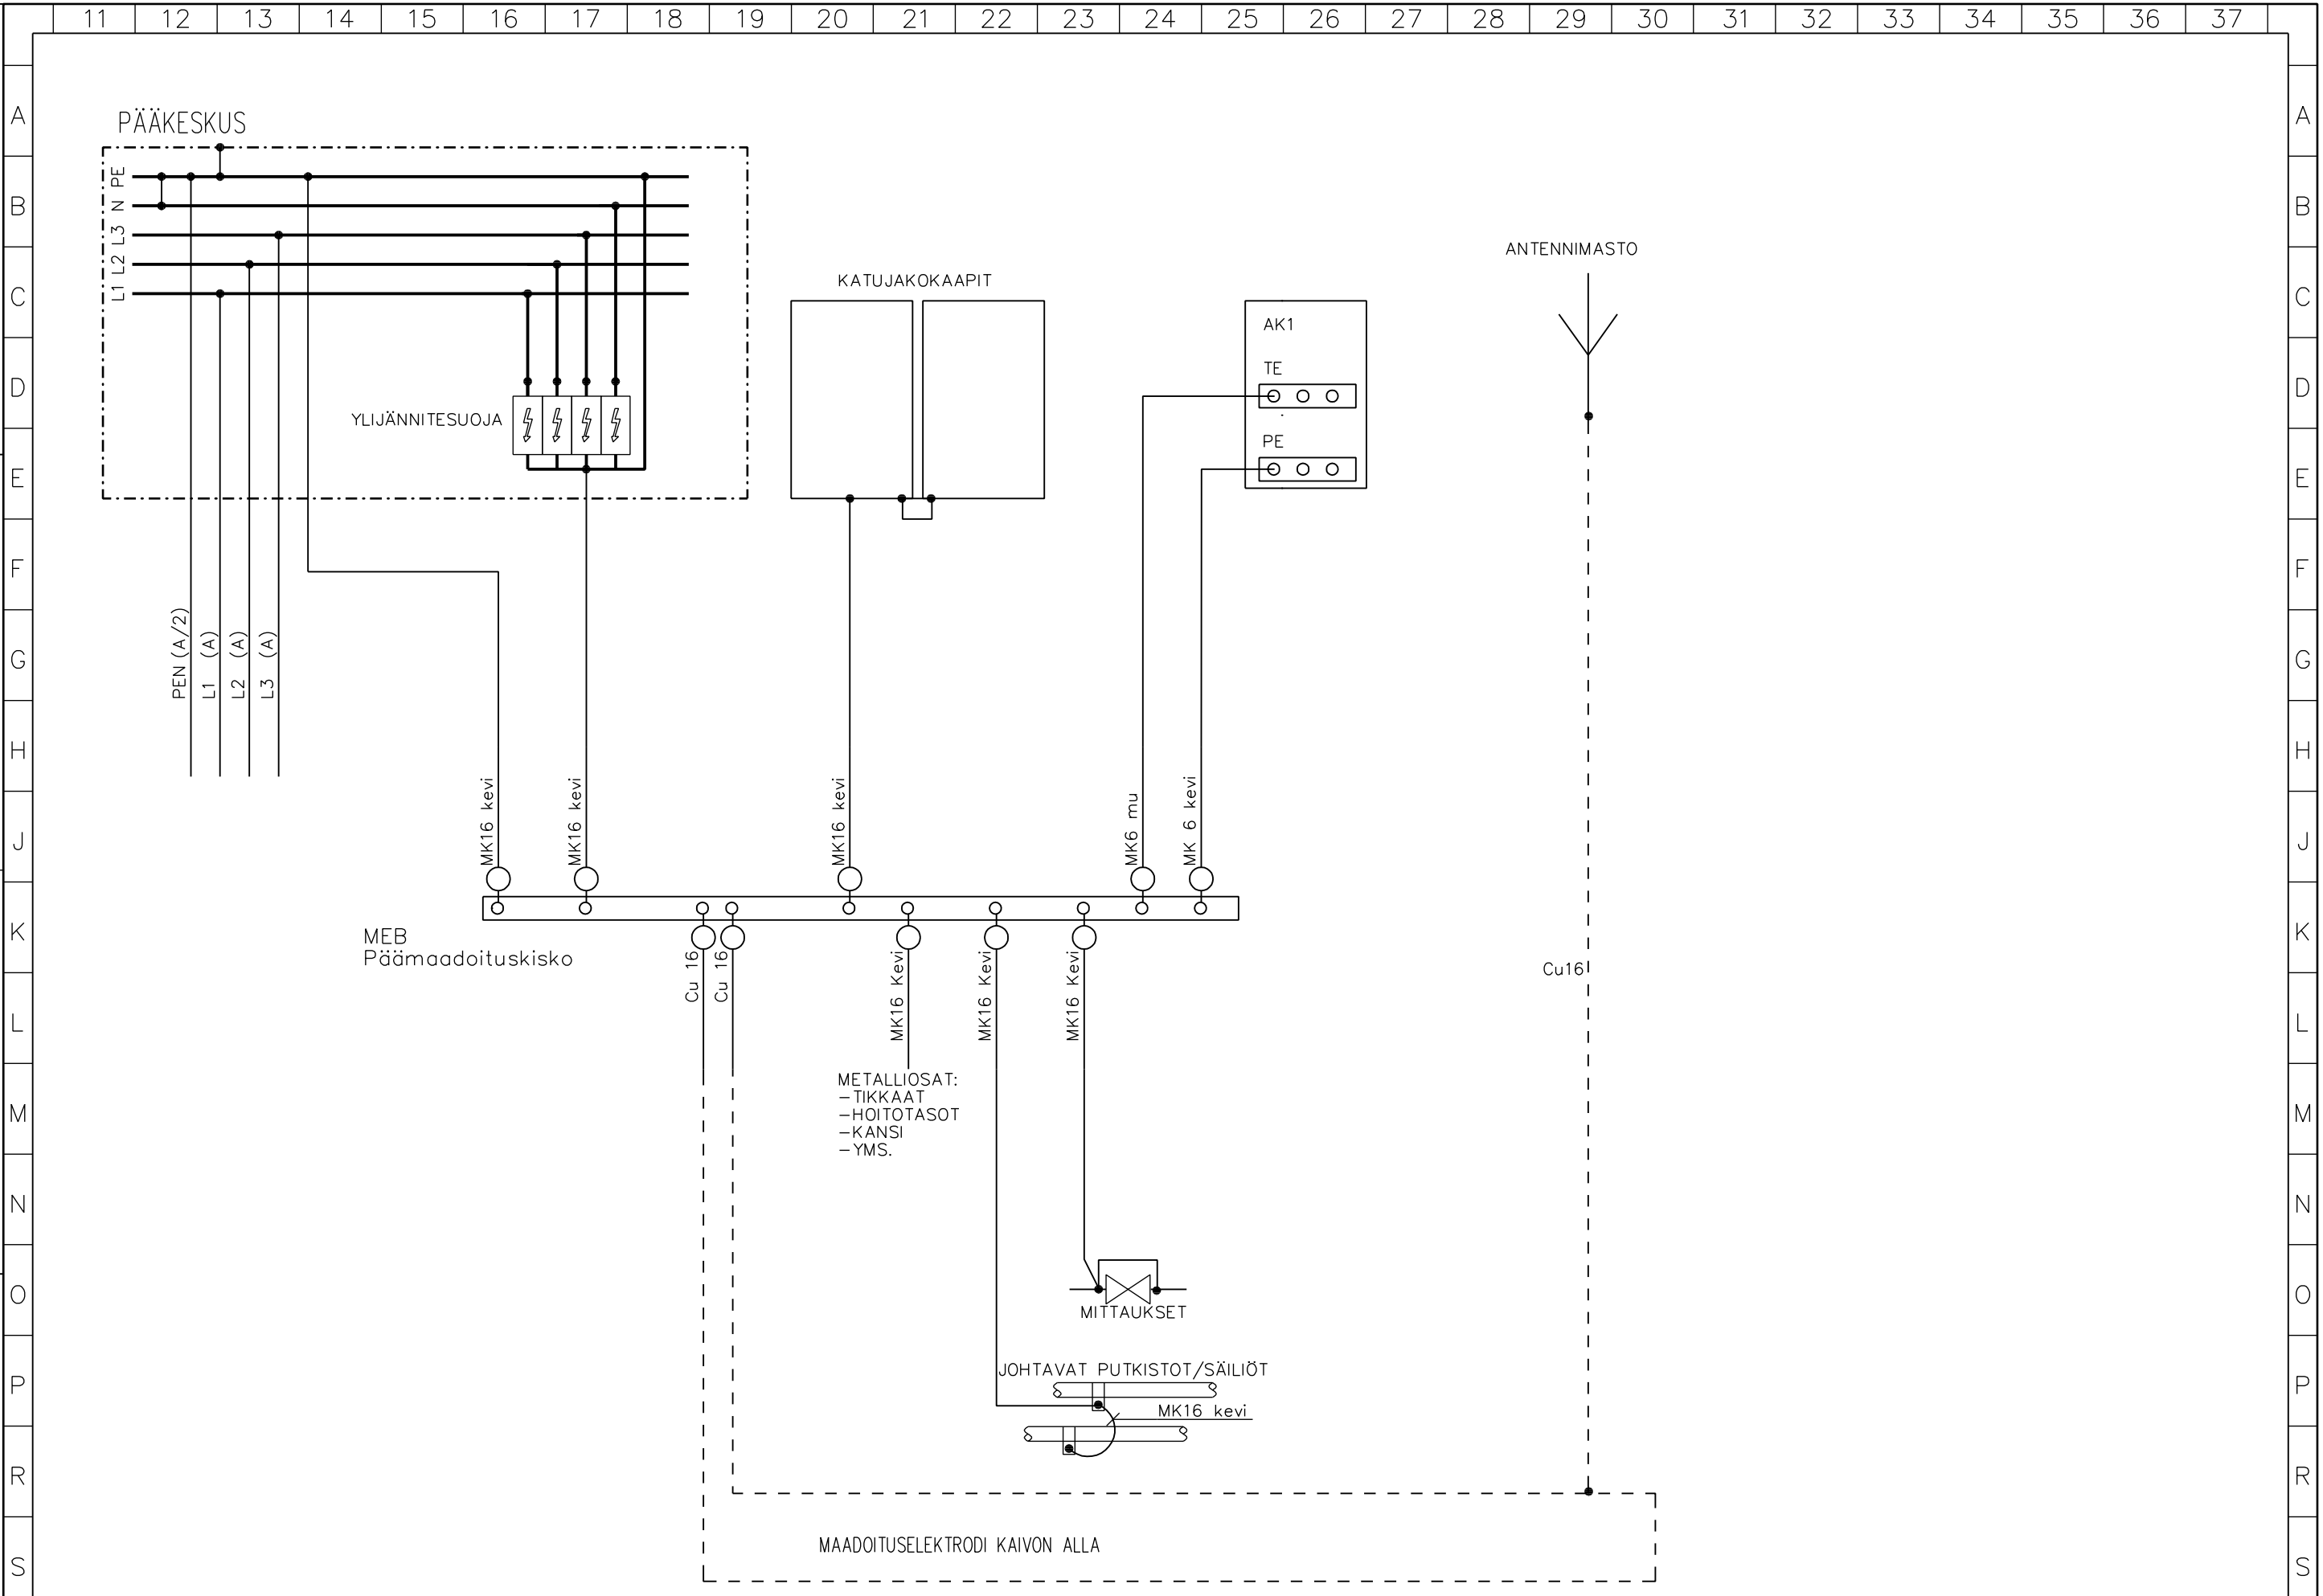 11 12 13 14 15 16 17 18 19 20 21 22 23 24 25 26 27 28 29 30 31 32 33 34 35 36 37
A A
PÄÄKESKUS
PE
N
L3
L2
L1
B B
ANTENNIMASTO
KATUJAKOKAAPIT
C C
AK1
TE
D D
YLIJÄNNITESUOJA
PE
E E
F F
PEN (A/2)
L1 (A)
L2 (A)
L3 (A)
G G
H H
MK16 kevi
MK16 kevi
MK16 kevi
MK6 mu
MK 6 kevi
J J
K K
MEB
Päämaadoituskisko
Cu 16
Cu 16
MK16 Kevi
MK16 Kevi
MK16 Kevi
Cu16
L L
METALLIOSAT:
-TIKKAAT
-HOITOTASOT
-KANSI
-YMS.
M M
N N
O O
MITTAUKSET
JOHTAVAT PUTKISTOT/SÄILIÖT
P P
MK16 kevi
R R
MAADOITUSELEKTRODI KAIVON ALLA
S S